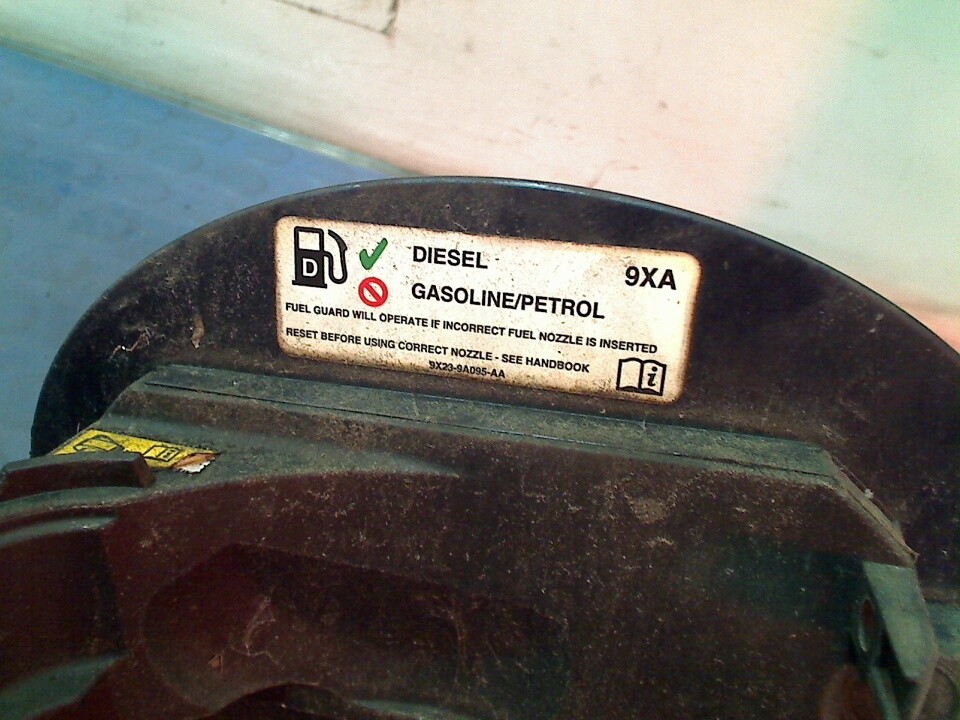 D DIESEL 9XA
GASOLINE/PETROL
FUEL GUARD WILL OPERATE IF INCORRECT FUEL NOZZLE IS INSERTED
RESET BEFORE USING CORRECT NOZZLE - SEE HANDBOOK
9X23-9A095-AA
i